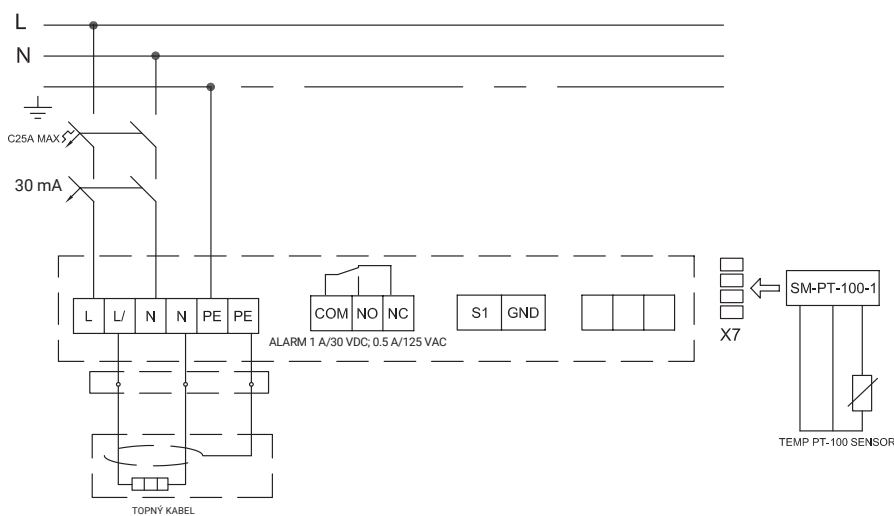 L
N
C25A MAX
30 mA
L L/ N N PE PE
COM NO NC
S1 GND
SM-PT-100-1
X7
ALARM 1 A/30 VDC; 0.5 A/125 VAC
TEMP PT-100 SENSOR
TOPNÝ KABEL